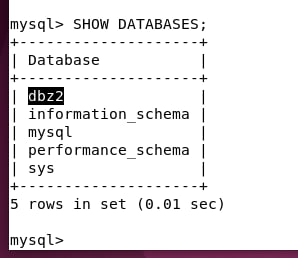 mysql> SHOW DATABASES;
+--------------------+
| Database           |
+--------------------+
| dbz2               |
| information_schema |
| mysql              |
| performance_schema |
| sys                |
+--------------------+
5 rows in set (0.01 sec)
mysql>